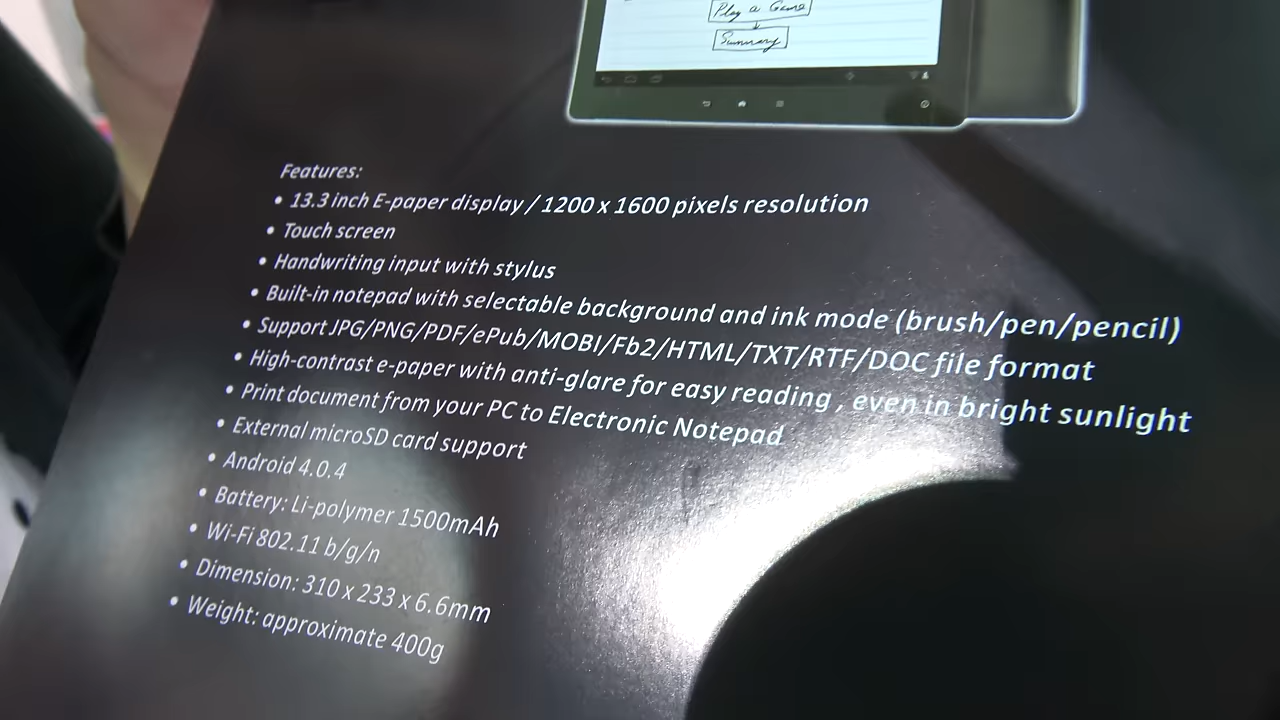 Play a Game
Summary
Features:
• 13.3 inch E-paper display / 1200 x 1600 pixels resolution
• Touch screen
• Handwriting input with stylus
• Built-in notepad with selectable background and ink mode (brush/pen/pencil)
• Support JPG/PNG/PDF/ePub/MOBI/Fb2/HTML/TXT/RTF/DOC file format
• High-contrast e-paper with anti-glare for easy reading , even in bright sunlight
• Print document from your PC to Electronic Notepad
• External microSD card support
• Android 4.0.4
• Battery: Li-polymer 1500mAh
• Wi-Fi 802.11 b/g/n
• Dimension: 310 x 233 x 6.6mm
• Weight: approximate 400g